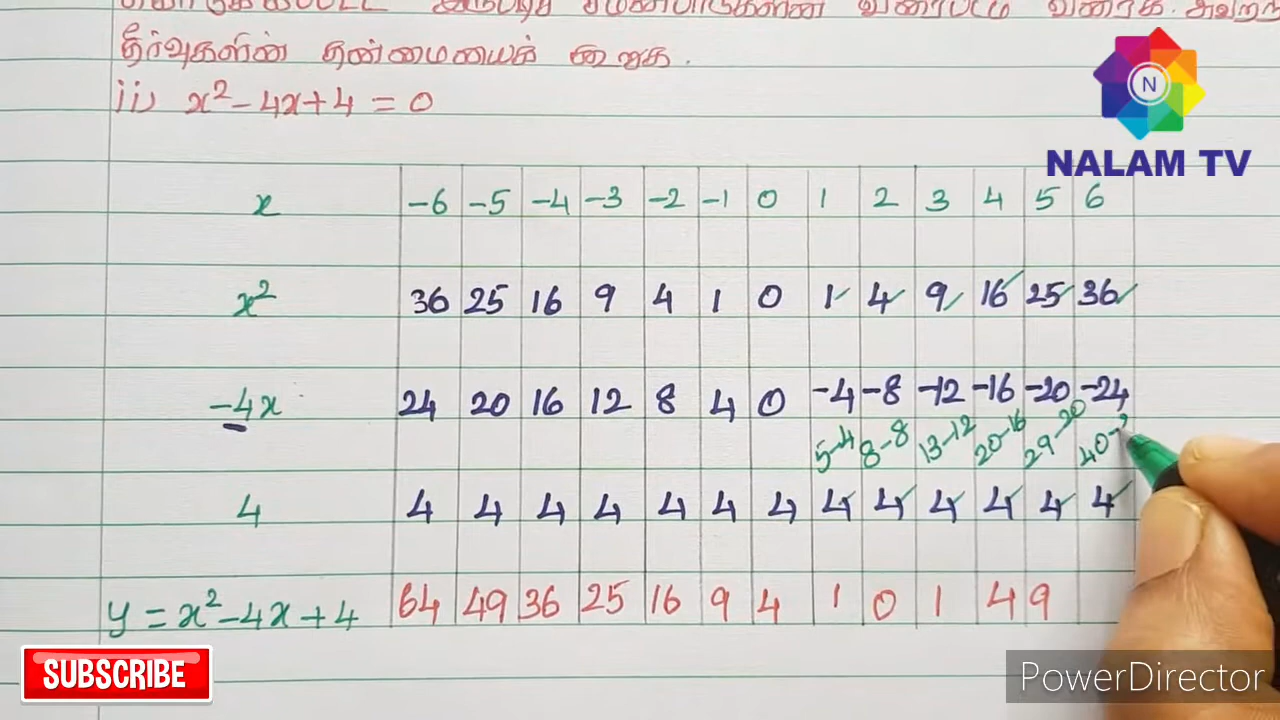 தீர்வுகளின் தன்மையைக் கூறுக.
ii) x² - 4x + 4 = 0
N
NALAM TV
x -6 -5 -4 -3 -2 -1 0 1 2 3 4 5 6
x² 36 25 16 9 4 1 0 1 4 9 16 25 36
-4x 24 20 16 12 8 4 0 -4 -8 -12 -16 -20 -24
5-4 8-8 13-12 20-16 29-20 40-2
4 4 4 4 4 4 4 4 4 4 4 4 4 4
y = x² - 4x + 4 64 49 36 25 16 9 4 1 0 1 4 9
SUBSCRIBE
PowerDirector